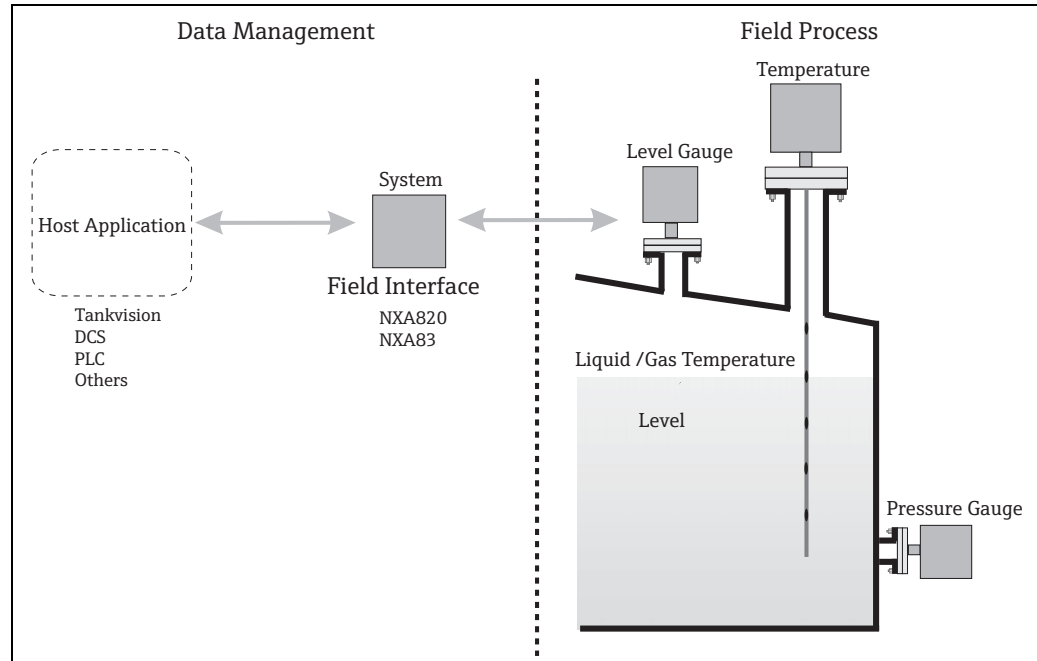 Data Management
Field Process
Temperature
Level Gauge
System
Host Application
Field Interface
Tankvision
DCS
PLC
Others
NXA820
NXA83
Liquid /Gas Temperature
Level
Pressure Gauge